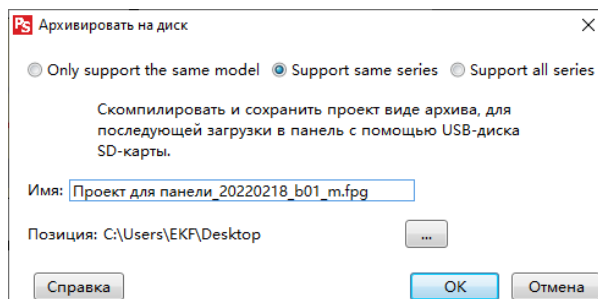 PS Архивировать на диск
Only support the same model Support same series Support all series
Скомпилировать и сохранить проект виде архива, для
последующей загрузки в панель с помощью USB-диска
SD-карты.
Имя: Проект для панели_20220218_b01_m.fpg
Позиция: C:\Users\EKF\Desktop ...
Справка OK Отмена